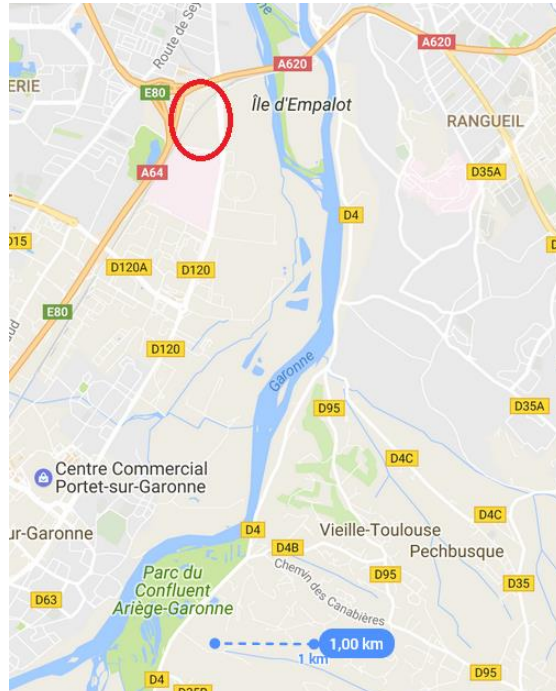 Route de Sey
A620
A620
ERIE
E80
Île d'Empalot
RANGUEIL
A64
D35A
D4
D15
D120A
D120
E80
D120
Garonne
D95
D35A
D4C
Centre Commercial
Portet-sur-Garonne
D4C
ur-Garonne
D4
Vieille-Toulouse
D4B
Pechbusque
Parc du
Confluent
Ariège-Garonne
D95
D35
Chemin des Canabières
D63
1,00 km
1 km
D4
D95